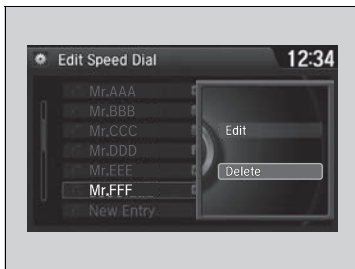 Edit Speed Dial
12:34
Mr.AAA
Mr.BBB
Mr.CCC
Mr.DDD
Mr.EEE
Mr.FFF
New Entry
Edit
Delete